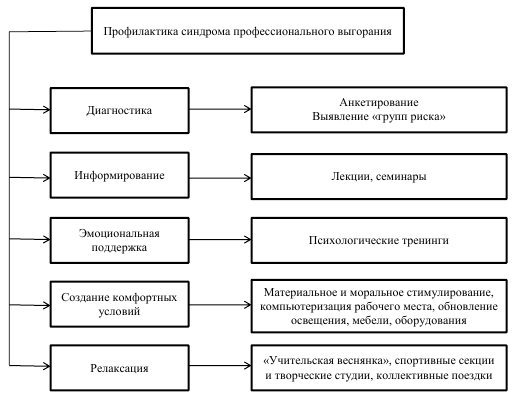 Профилактика синдрома профессионального выгорания
Диагностика
Анкетирование
Выявление «групп риска»
Информирование
Лекции, семинары
Эмоциональная
поддержка
Психологические тренинги
Создание комфортных
условий
Материальное и моральное стимулирование,
компьютеризация рабочего места, обновление
освещения, мебели, оборудования
Релаксация
«Учительская веснянка», спортивные секции
и творческие студии, коллективные поездки